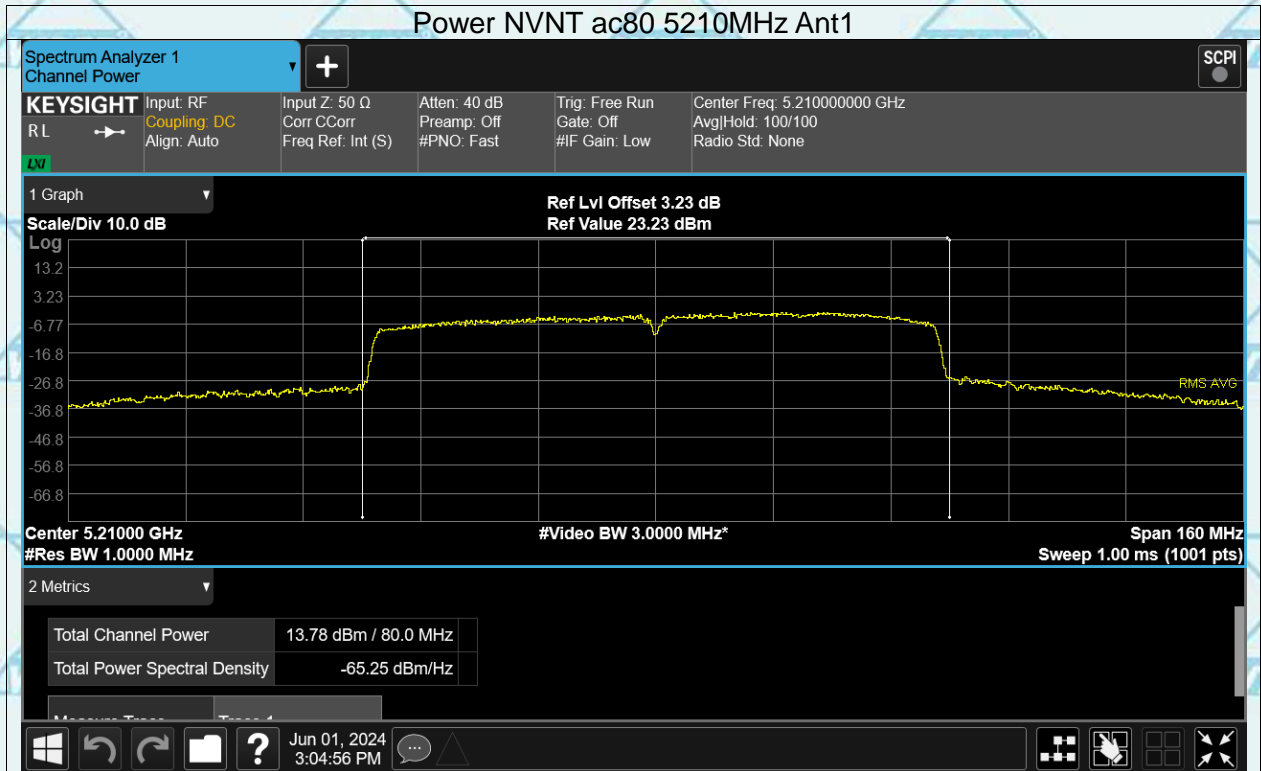 Power NVNT ac80 5210MHz Ant1
Spectrum Analyzer 1
Channel Power
SCPI
KEYSIGHT
R L
LXI
Input: RF
Coupling: DC
Align: Auto
Input Z: 50 Ω
Corr CCorr
Freq Ref: Int (S)
Atten: 40 dB
Preamp: Off
#PNO: Fast
Trig: Free Run
Gate: Off
#IF Gain: Low
Center Freq: 5.210000000 GHz
Avg|Hold: 100/100
Radio Std: None
1 Graph
Scale/Div 10.0 dB
Ref Lvl Offset 3.23 dB
Ref Value 23.23 dBm
Log
13.2
3.23
-6.77
-16.8
-26.8
-36.8
-46.8
-56.8
-66.8
RMS AVG
Center 5.21000 GHz
#Video BW 3.0000 MHz*
Span 160 MHz
#Res BW 1.0000 MHz
Sweep 1.00 ms (1001 pts)
2 Metrics
Total Channel Power 13.78 dBm / 80.0 MHz
Total Power Spectral Density -65.25 dBm/Hz
Measure Trace Trace 1
Jun 01, 2024
3:04:56 PM